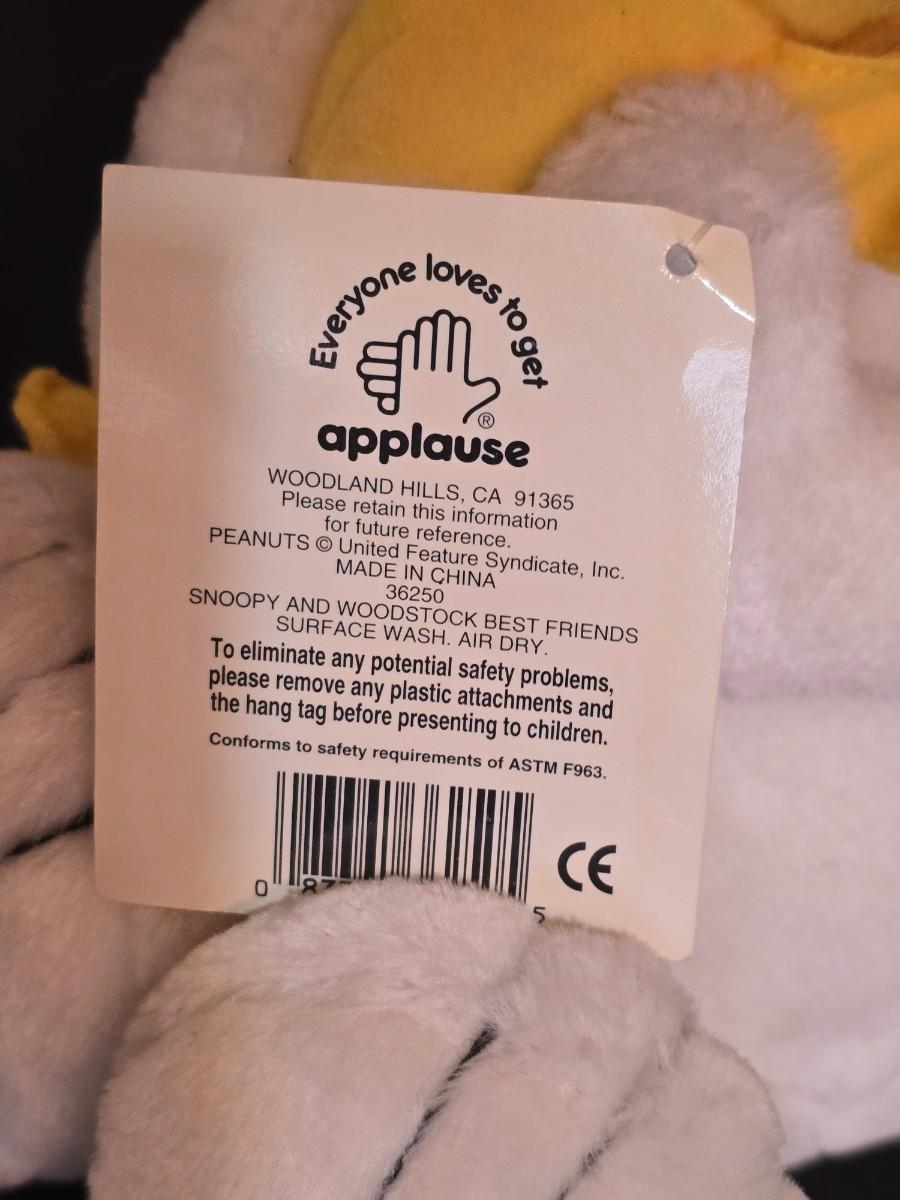 Everyone loves to get
®
applause
WOODLAND HILLS, CA 91365
Please retain this information
for future reference.
PEANUTS © United Feature Syndicate, Inc.
MADE IN CHINA
36250
SNOOPY AND WOODSTOCK BEST FRIENDS
SURFACE WASH. AIR DRY.
To eliminate any potential safety problems,
please remove any plastic attachments and
the hang tag before presenting to children.
Conforms to safety requirements of ASTM F963.
CE
0 87 5